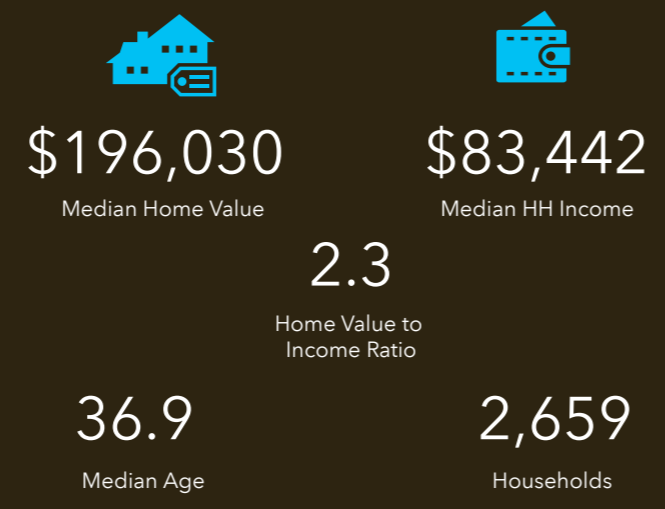 $196,030
Median Home Value
$83,442
Median HH Income
2.3
Home Value to
Income Ratio
36.9
Median Age
2,659
Households